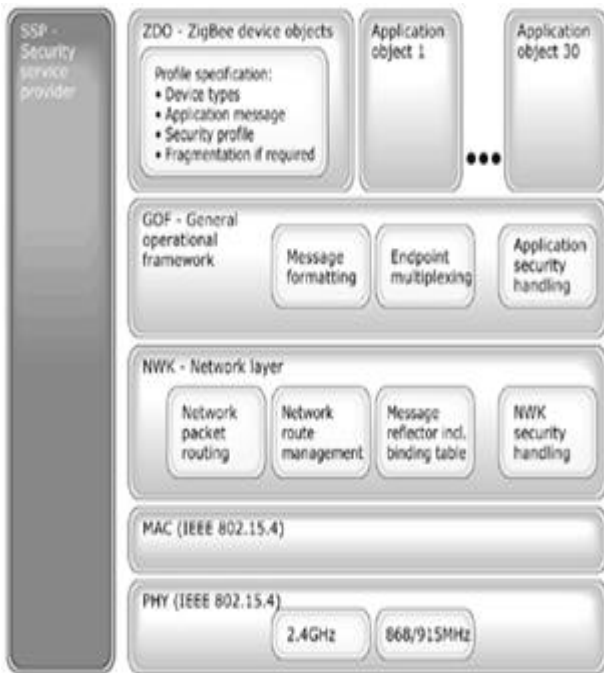 SSP -
Security
service
provider
ZDO - ZigBee device objects
Profile specification:
• Device types
• Application message
• Security profile
• Fragmentation if required
Application
object 1
•••
Application
object 30
GOF - General
operational
framework
Message
formatting
Endpoint
multiplexing
Application
security
handling
NWK - Network layer
Network
packet
routing
Network
route
management
Message
reflector incl.
binding table
NWK
security
handling
MAC (IEEE 802.15.4)
PHY (IEEE 802.15.4)
2.4GHz
868/915MHz